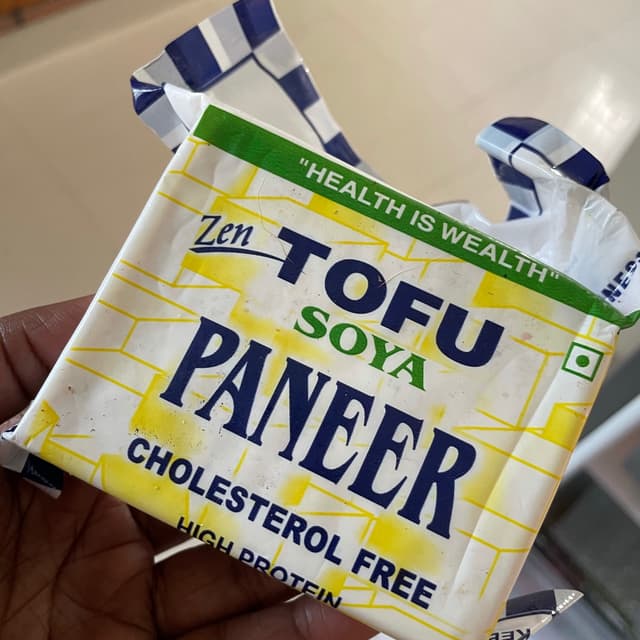 "HEALTH IS WEALTH"
Zen TOFU
SOYA
PANEER
CHOLESTEROL FREE
HIGH PROTEIN